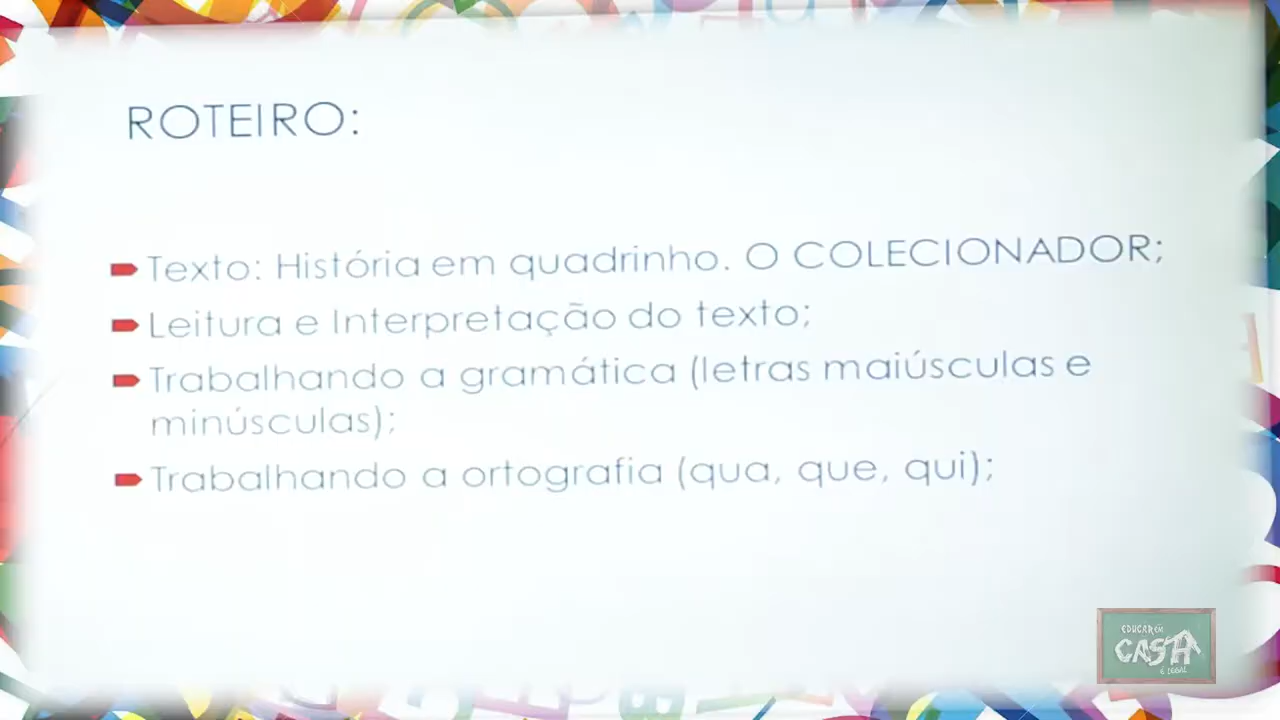 ROTEIRO:
Texto: História em quadrinho. O COLECIONADOR;
Leitura e Interpretação do texto;
Trabalhando a gramática (letras maiúsculas e
minúsculas);
Trabalhando a ortografia (qua, que, qui);
EDUCAR EM
CASA
É LEGAL